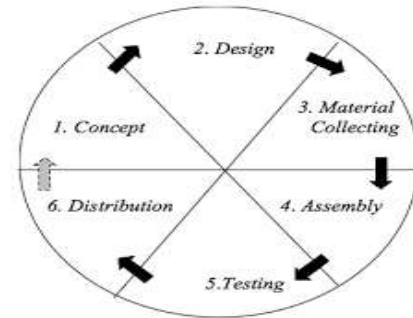 1. Concept
2. Design
3. Material
Collecting
4. Assembly
5.Testing
6. Distribution